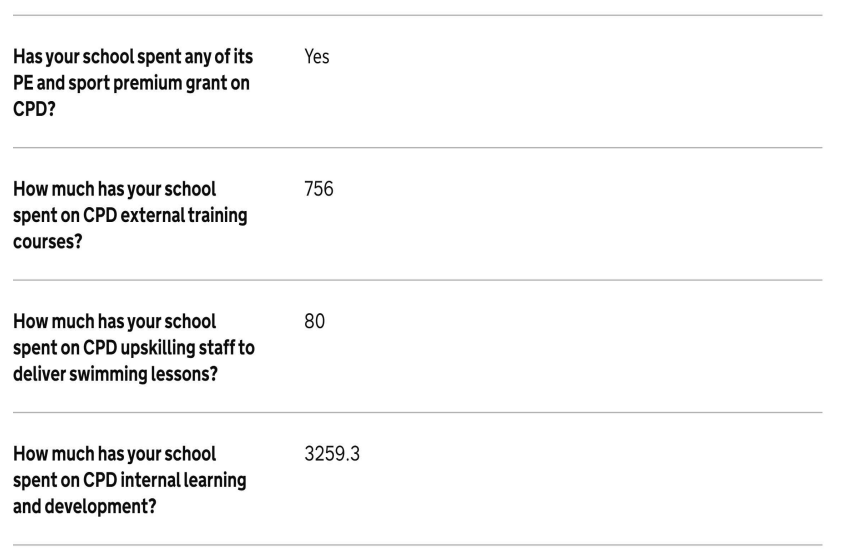 Has your school spent any of its Yes
PE and sport premium grant on
CPD?
How much has your school 756
spent on CPD external training
courses?
How much has your school 80
spent on CPD upskilling staff to
deliver swimming lessons?
How much has your school 3259.3
spent on CPD internal learning
and development?